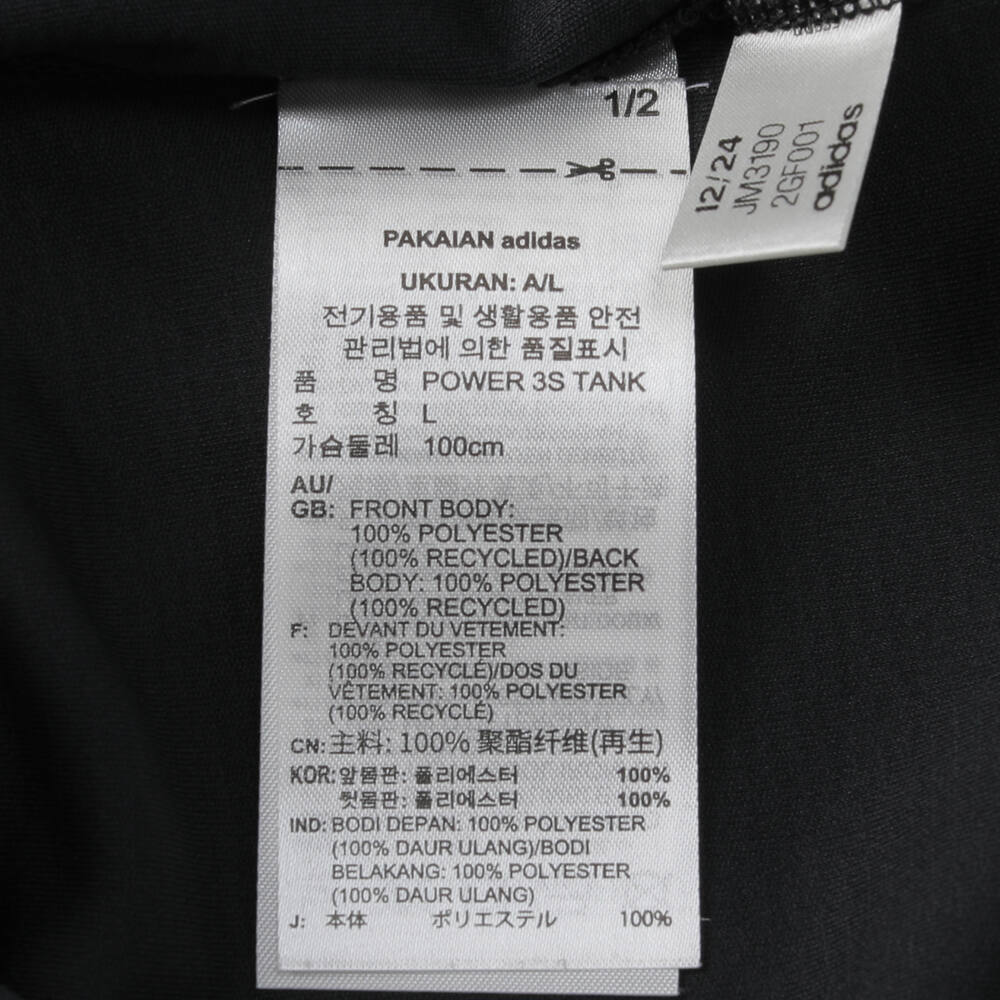 1/2
PAKAIAN adidas
UKURAN: A/L
전기용품 및 생활용품 안전
관리법에 의한 품질표시
품 명 POWER 3S TANK
호 칭 L
가슴둘레 100cm
AU/
GB: FRONT BODY:
100% POLYESTER
(100% RECYCLED)/BACK
BODY: 100% POLYESTER
(100% RECYCLED)
F: DEVANT DU VÊTEMENT:
100% POLYESTER
(100% RECYCLÉ)/DOS DU
VÊTEMENT: 100% POLYESTER
(100% RECYCLÉ)
CN: 主料: 100% 聚酯纤维(再生)
KOR: 앞몸판: 폴리에스터 100%
뒷몸판: 폴리에스터 100%
IND: BODI DEPAN: 100% POLYESTER
(100% DAUR ULANG)/BODI
BELAKANG: 100% POLYESTER
(100% DAUR ULANG)
J: 本体 ポリエステル 100%
12/24
JM3190
2GF001
adidas